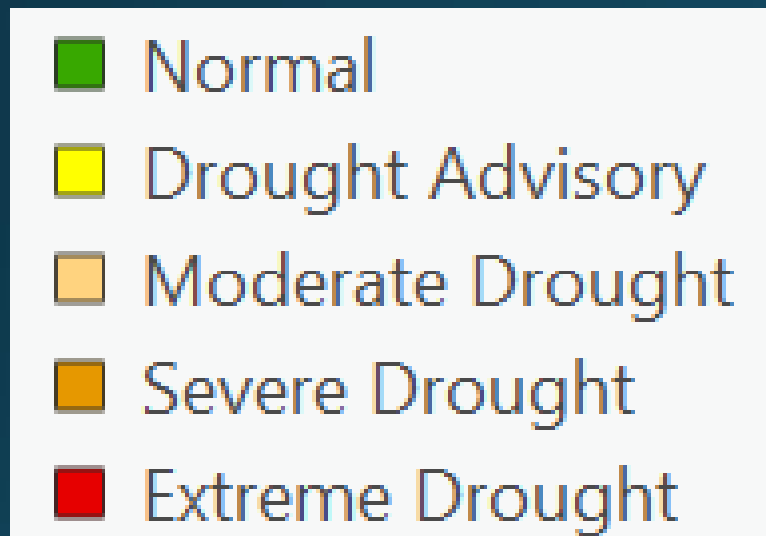 Normal
Drought Advisory
Moderate Drought
Severe Drought
Extreme Drought